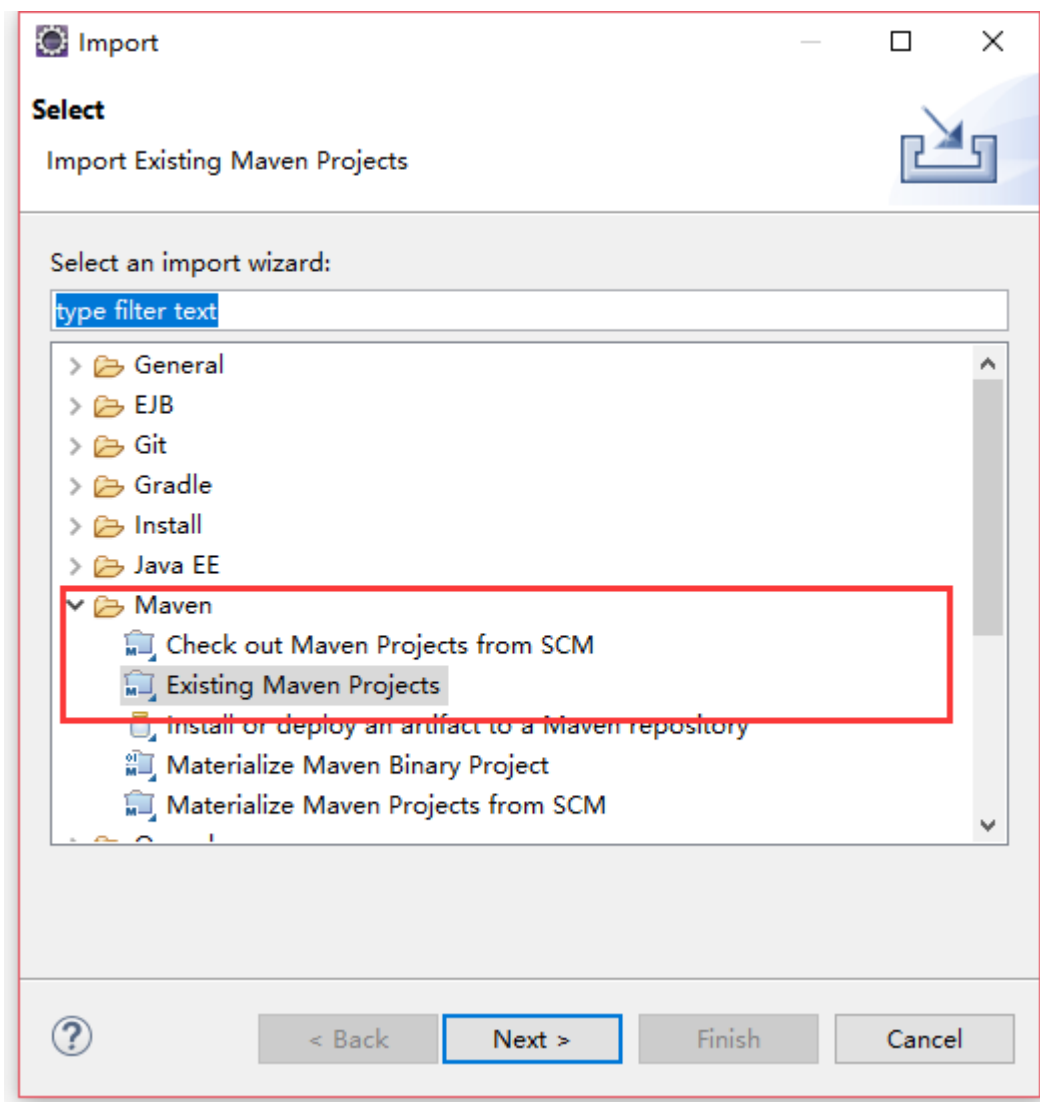 Import
Select
Import Existing Maven Projects
Select an import wizard:
type filter text
General
EJB
Git
Gradle
Install
Java EE
Maven
Check out Maven Projects from SCM
Existing Maven Projects
Install or deploy an artifact to a Maven repository
Materialize Maven Binary Project
Materialize Maven Projects from SCM
< Back Next > Finish Cancel